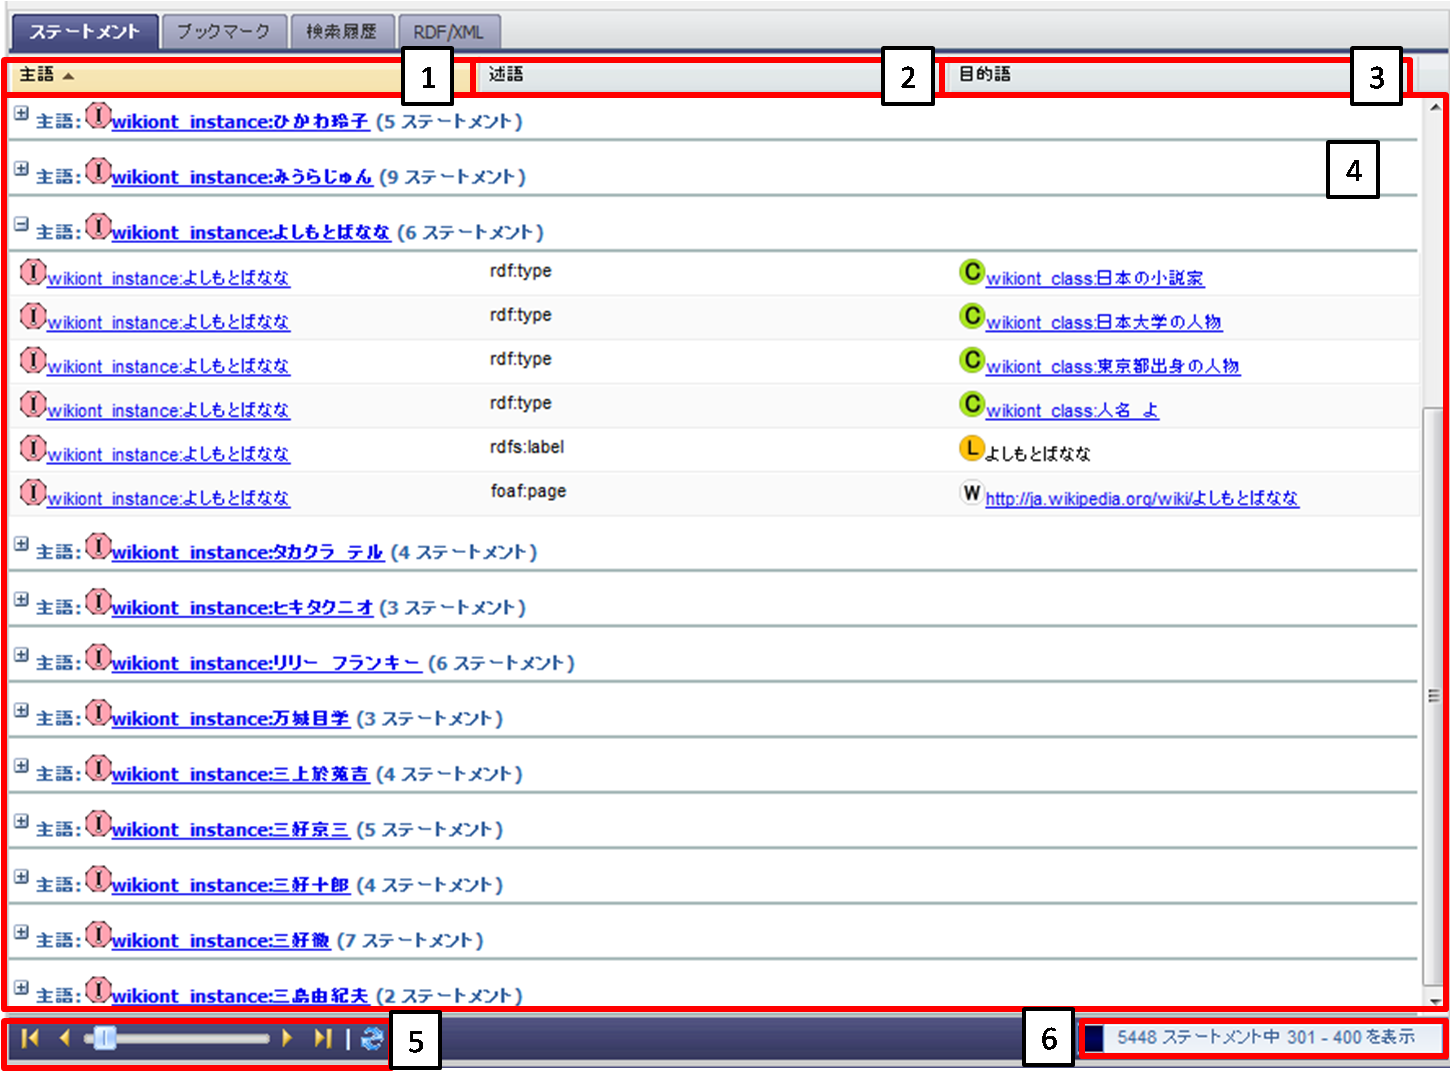 ステートメント ブックマーク 検索履歴 RDF/XML
主語 1 述語 2 目的語 3
主語: I wikiont_instance:ひかわ玲子 (5 ステートメント)
4
主語: I wikiont_instance:みうらじゅん (9 ステートメント)
主語: I wikiont_instance:よしもとばなな (6 ステートメント)
I wikiont_instance:よしもとばなな rdf:type C wikiont_class:日本の小説家
I wikiont_instance:よしもとばなな rdf:type C wikiont_class:日本大学の人物
I wikiont_instance:よしもとばなな rdf:type C wikiont_class:東京都出身の人物
I wikiont_instance:よしもとばなな rdf:type C wikiont_class:人名_よ
I wikiont_instance:よしもとばなな rdfs:label L よしもとばなな
I wikiont_instance:よしもとばなな foaf:page W http://ja.wikipedia.org/wiki/よしもとばなな
主語: I wikiont_instance:タカクラ_テル (4 ステートメント)
主語: I wikiont_instance:ヒキタクニオ (3 ステートメント)
主語: I wikiont_instance:リリー_フランキー (6 ステートメント)
主語: I wikiont_instance:万城目学 (3 ステートメント)
主語: I wikiont_instance:三上於菟吉 (4 ステートメント)
主語: I wikiont_instance:三好京三 (5 ステートメント)
主語: I wikiont_instance:三好十郎 (4 ステートメント)
主語: I wikiont_instance:三好徹 (7 ステートメント)
主語: I wikiont_instance:三島由紀夫 (2 ステートメント)
5 6 5448 ステートメント中 301 - 400 を表示